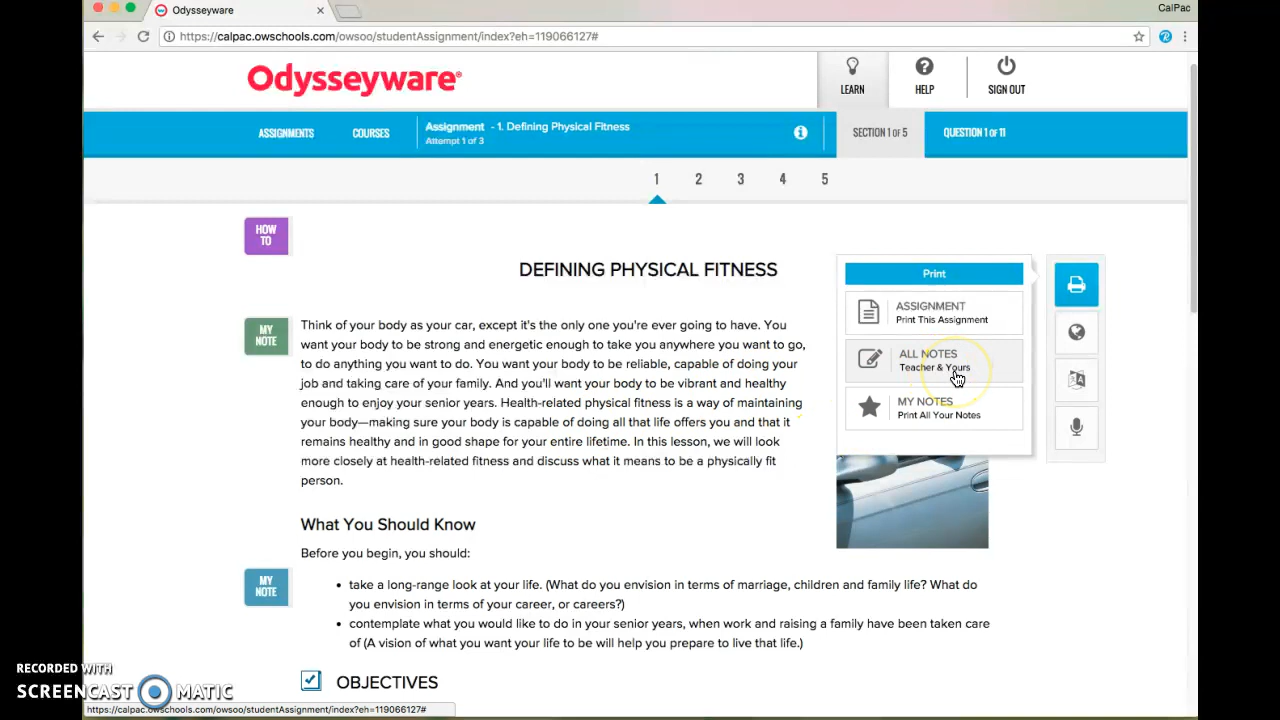 Odysseyware
CalPac
https://calpac.owschools.com/owsoo/studentAssignment/index?eh=119066127#
Odysseyware®
LEARN
HELP
SIGN OUT
ASSIGNMENTS
COURSES
Assignment - 1. Defining Physical Fitness
Attempt 1 of 3
SECTION 1 OF 5
QUESTION 1 OF 11
1 2 3 4 5
HOW
TO
DEFINING PHYSICAL FITNESS
Print
ASSIGNMENT
Print This Assignment
ALL NOTES
Teacher & Yours
MY NOTES
Print All Your Notes
MY
NOTE
Think of your body as your car, except it's the only one you're ever going to have. You
want your body to be strong and energetic enough to take you anywhere you want to go,
to do anything you want to do. You want your body to be reliable, capable of doing your
job and taking care of your family. And you'll want your body to be vibrant and healthy
enough to enjoy your senior years. Health-related physical fitness is a way of maintaining
your body—making sure your body is capable of doing all that life offers you and that it
remains healthy and in good shape for your entire lifetime. In this lesson, we will look
more closely at health-related fitness and discuss what it means to be a physically fit
person.
What You Should Know
Before you begin, you should:
MY
NOTE
• take a long-range look at your life. (What do you envision in terms of marriage, children and family life? What do
you envision in terms of your career, or careers?)
• contemplate what you would like to do in your senior years, when work and raising a family have been taken care
of (A vision of what you want your life to be will help you prepare to live that life.)
OBJECTIVES
RECORDED WITH
SCREENCAST MATIC
https://calpac.owschools.com/owsoo/studentAssignment/index?eh=119066127#